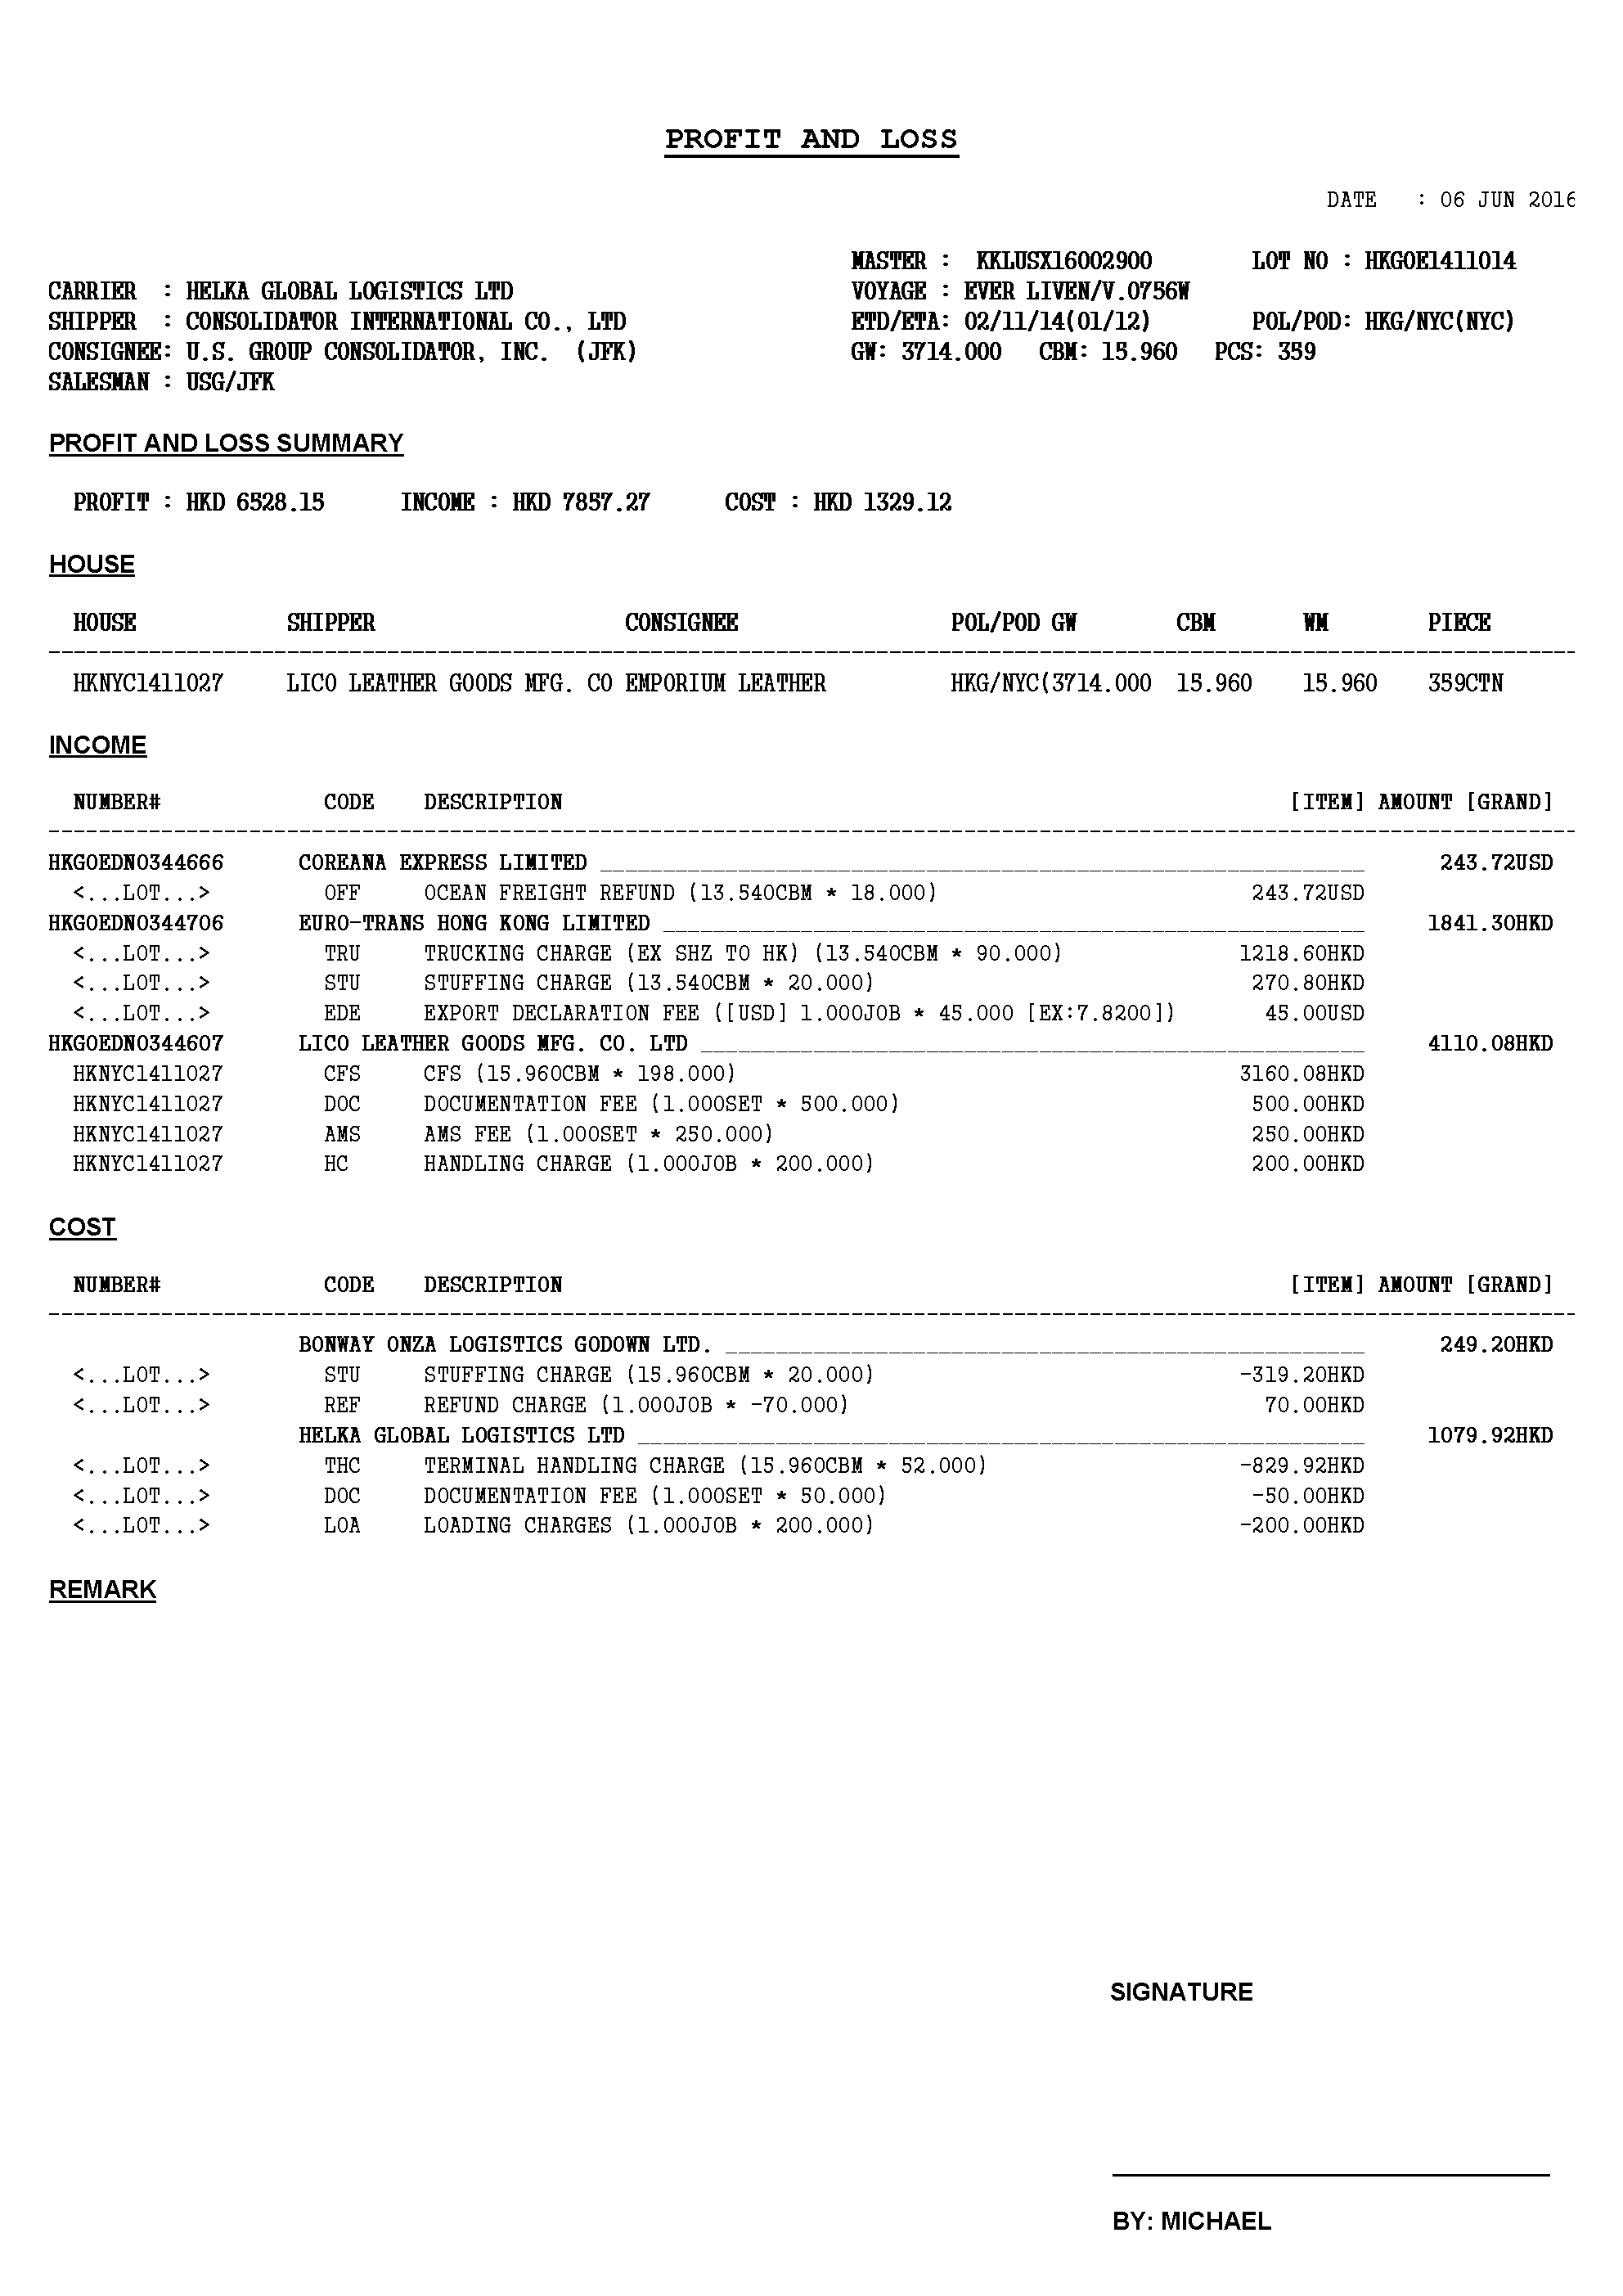 PROFIT AND LOSS
DATE : 06 JUN 2016
MASTER : KKLUSX16002900 LOT NO : HKGOE1411014
CARRIER : HELKA GLOBAL LOGISTICS LTD VOYAGE : EVER LIVEN/V.0756W
SHIPPER : CONSOLIDATOR INTERNATIONAL CO., LTD ETD/ETA: 02/11/14(01/12) POL/POD: HKG/NYC(NYC)
CONSIGNEE: U.S. GROUP CONSOLIDATOR, INC. (JFK) GW: 3714.000 CBM: 15.960 PCS: 359
SALESMAN : USG/JFK
PROFIT AND LOSS SUMMARY
PROFIT : HKD 6528.15 INCOME : HKD 7857.27 COST : HKD 1329.12
HOUSE
HOUSE SHIPPER CONSIGNEE POL/POD GW CBM WM PIECE
HKNYC1411027 LICO LEATHER GOODS MFG. CO EMPORIUM LEATHER HKG/NYC(3714.000 15.960 15.960 359CTN
INCOME
NUMBER# CODE DESCRIPTION [ITEM] AMOUNT [GRAND]
HKGOEDN0344666 COREANA EXPRESS LIMITED 243.72USD
<...LOT...> OFF OCEAN FREIGHT REFUND (13.540CBM * 18.000) 243.72USD
HKGOEDN0344706 EURO-TRANS HONG KONG LIMITED 1841.30HKD
<...LOT...> TRU TRUCKING CHARGE (EX SHZ TO HK) (13.540CBM * 90.000) 1218.60HKD
<...LOT...> STU STUFFING CHARGE (13.540CBM * 20.000) 270.80HKD
<...LOT...> EDE EXPORT DECLARATION FEE ([USD] 1.000JOB * 45.000 [EX:7.8200]) 45.00USD
HKGOEDN0344607 LICO LEATHER GOODS MFG. CO. LTD 4110.08HKD
HKNYC1411027 CFS CFS (15.960CBM * 198.000) 3160.08HKD
HKNYC1411027 DOC DOCUMENTATION FEE (1.000SET * 500.000) 500.00HKD
HKNYC1411027 AMS AMS FEE (1.000SET * 250.000) 250.00HKD
HKNYC1411027 HC HANDLING CHARGE (1.000JOB * 200.000) 200.00HKD
COST
NUMBER# CODE DESCRIPTION [ITEM] AMOUNT [GRAND]
BONWAY ONZA LOGISTICS GODOWN LTD. 249.20HKD
<...LOT...> STU STUFFING CHARGE (15.960CBM * 20.000) -319.20HKD
<...LOT...> REF REFUND CHARGE (1.000JOB * -70.000) 70.00HKD
HELKA GLOBAL LOGISTICS LTD 1079.92HKD
<...LOT...> THC TERMINAL HANDLING CHARGE (15.960CBM * 52.000) -829.92HKD
<...LOT...> DOC DOCUMENTATION FEE (1.000SET * 50.000) -50.00HKD
<...LOT...> LOA LOADING CHARGES (1.000JOB * 200.000) -200.00HKD
REMARK
SIGNATURE
BY: MICHAEL